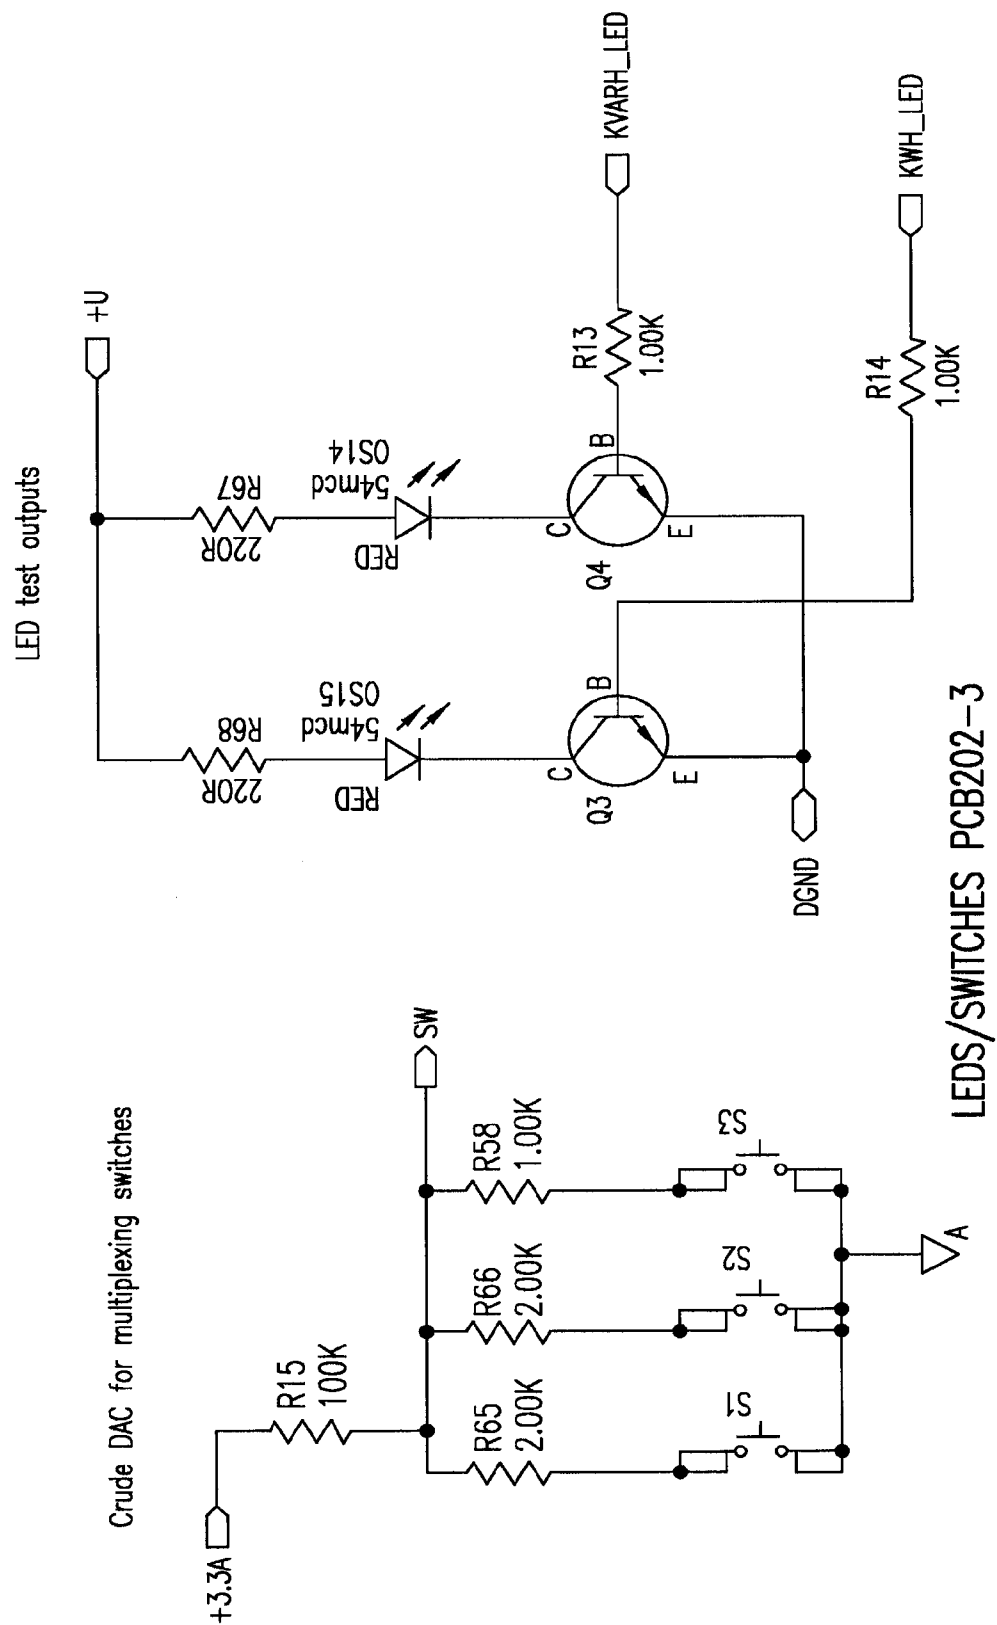 LED test outputs
+U
R67
220R
OS14
54mcd
RED
R68
220R
OS15
54mcd
RED
C
B
E
Q4
C
B
E
Q3
R13
1.00K
KVARH_LED
R14
1.00K
KWH_LED
DGND
Crude DAC for multiplexing switches
+3.3A
R15
100K
SW
R65
2.00K
R66
2.00K
R58
1.00K
S1
S2
S3
A
LEDS/SWITCHES PCB202-3